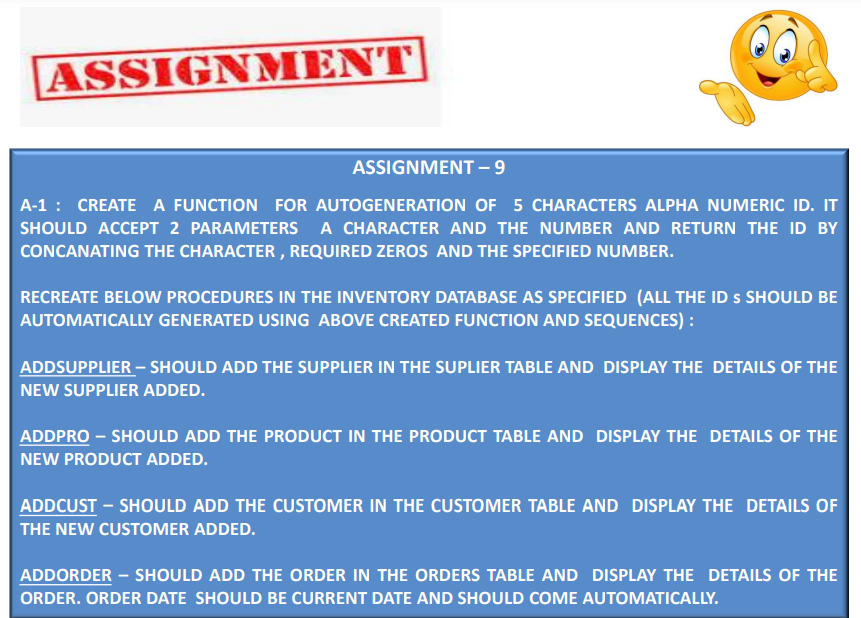 ASSIGNMENT
ASSIGNMENT – 9
A-1 : CREATE A FUNCTION FOR AUTOGENERATION OF 5 CHARACTERS ALPHA NUMERIC ID. IT
SHOULD ACCEPT 2 PARAMETERS A CHARACTER AND THE NUMBER AND RETURN THE ID BY
CONCANATING THE CHARACTER , REQUIRED ZEROS AND THE SPECIFIED NUMBER.
RECREATE BELOW PROCEDURES IN THE INVENTORY DATABASE AS SPECIFIED (ALL THE ID s SHOULD BE
AUTOMATICALLY GENERATED USING ABOVE CREATED FUNCTION AND SEQUENCES) :
ADDSUPPLIER – SHOULD ADD THE SUPPLIER IN THE SUPLIER TABLE AND DISPLAY THE DETAILS OF THE
NEW SUPPLIER ADDED.
ADDPRO – SHOULD ADD THE PRODUCT IN THE PRODUCT TABLE AND DISPLAY THE DETAILS OF THE
NEW PRODUCT ADDED.
ADDCUST – SHOULD ADD THE CUSTOMER IN THE CUSTOMER TABLE AND DISPLAY THE DETAILS OF
THE NEW CUSTOMER ADDED.
ADDORDER – SHOULD ADD THE ORDER IN THE ORDERS TABLE AND DISPLAY THE DETAILS OF THE
ORDER. ORDER DATE SHOULD BE CURRENT DATE AND SHOULD COME AUTOMATICALLY.